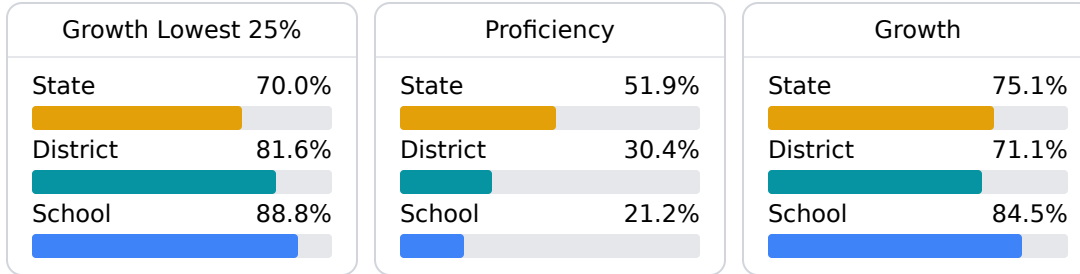 Growth Lowest 25%
State 70.0%
District 81.6%
School 88.8%
Proficiency
State 51.9%
District 30.4%
School 21.2%
Growth
State 75.1%
District 71.1%
School 84.5%